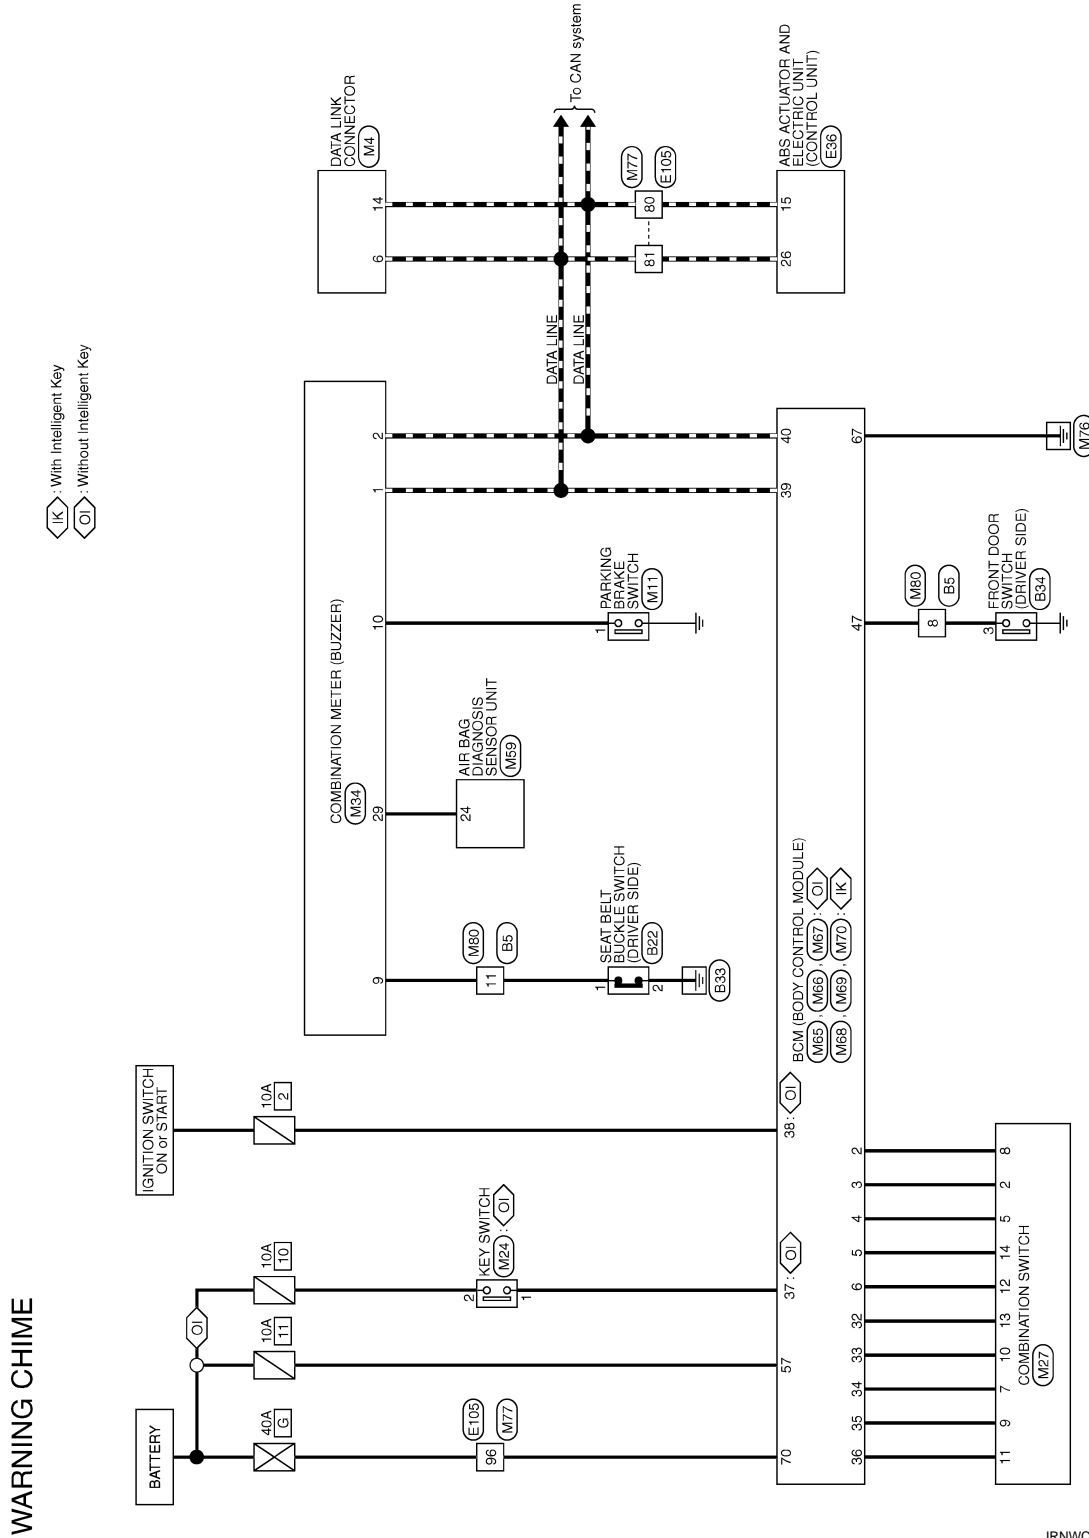 WARNING CHIME
IK : With Intelligent Key
OI : Without Intelligent Key
BATTERY
IGNITION SWITCH
ON or START
40A
G
10A
11
OI
10A
10
10A
2
E105
96
M77
2
KEY SWITCH
M24 : OI
1
COMBINATION METER (BUZZER)
M34
9
29
10
1
2
M80
11
B5
1
SEAT BELT
BUCKLE SWITCH
(DRIVER SIDE)
B22
2
B33
24
AIR BAG
DIAGNOSIS
SENSOR UNIT
M59
1
PARKING
BRAKE
SWITCH
M11
DATA LINE
DATA LINE
DATA LINK
CONNECTOR
M4
6
14
To CAN system
M77
81
80
E105
26
15
ABS ACTUATOR AND
ELECTRIC UNIT
(CONTROL UNIT)
E36
70
57
37 : OI
38 : OI
39
40
BCM (BODY CONTROL MODULE)
M65 , M66 , M67 : OI
M68 , M69 , M70 : IK
36
35
34
33
32
6
5
4
3
2
47
67
11
9
7
10
13
12
14
5
2
8
COMBINATION SWITCH
M27
M80
8
B5
3
FRONT DOOR
SWITCH
(DRIVER SIDE)
B34
M76